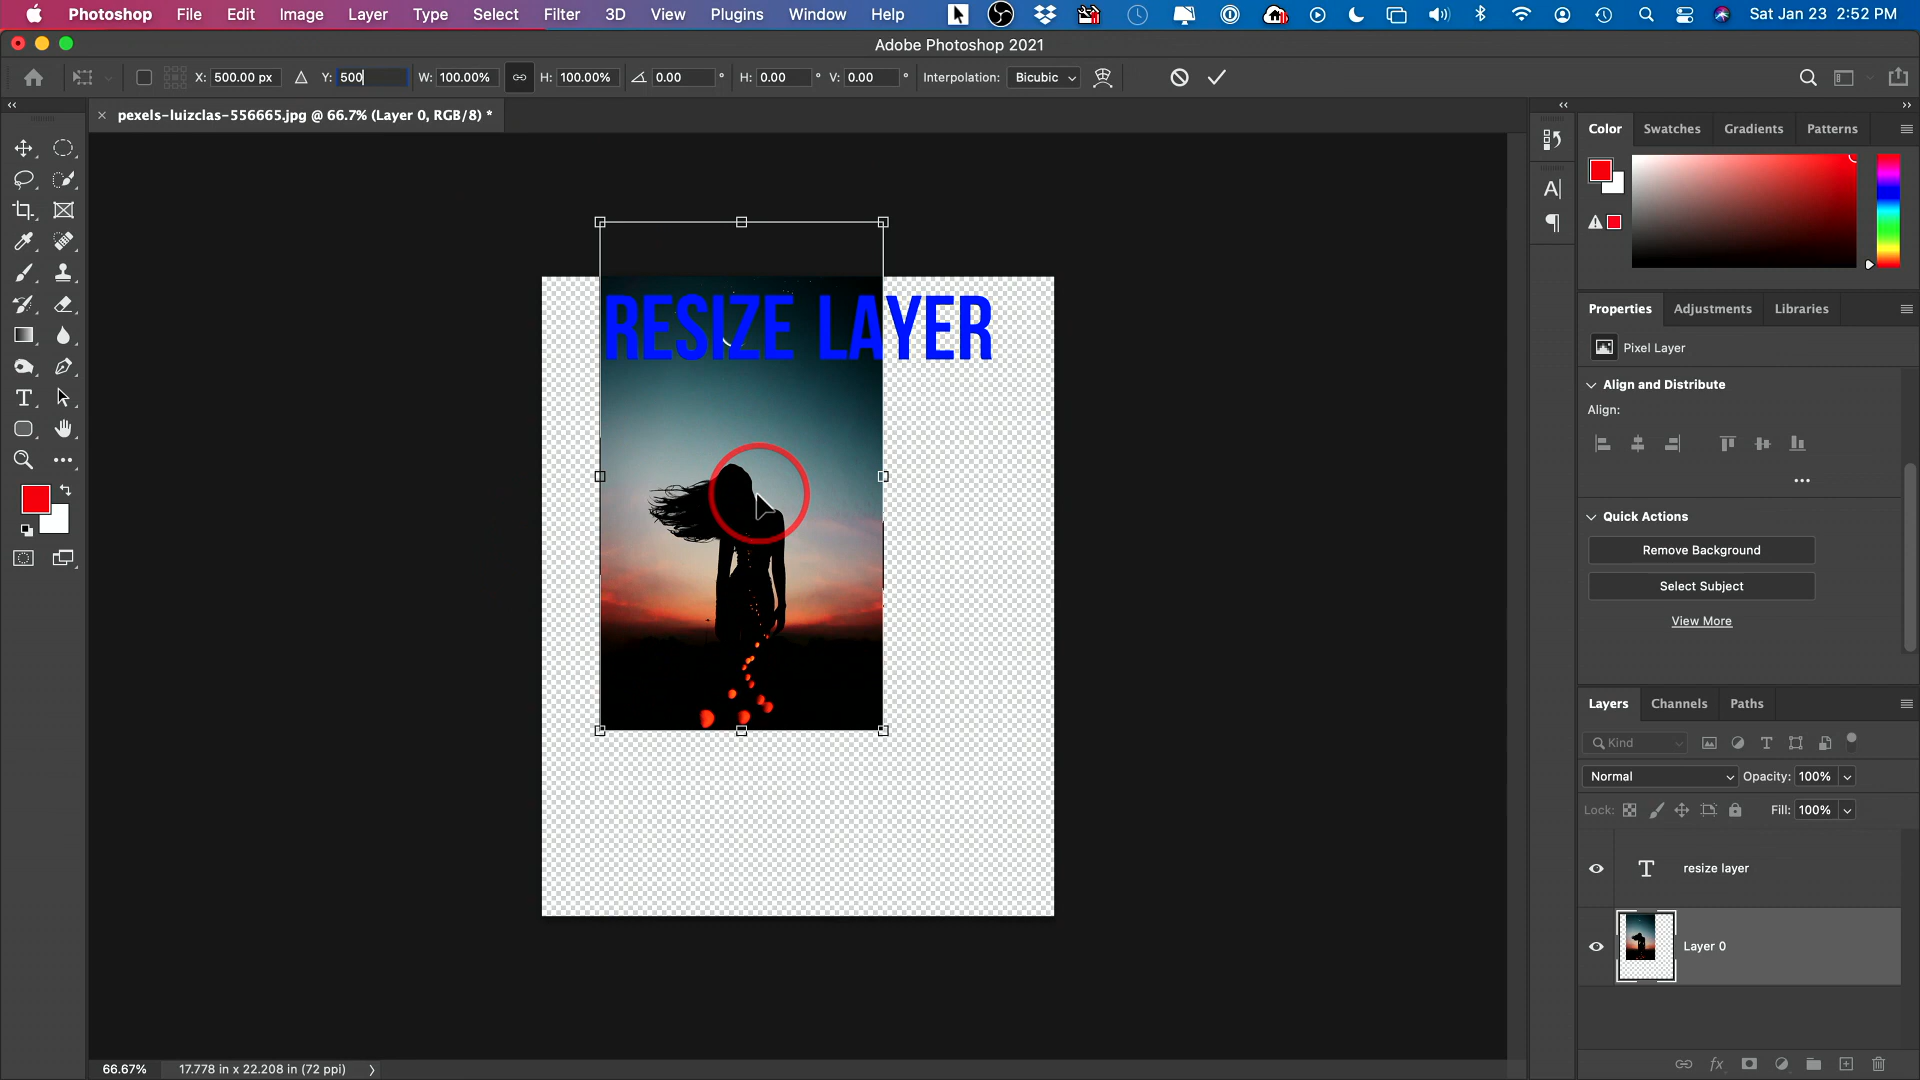 Photoshop File Edit Image Layer Type Select Filter 3D View Plugins Window Help Sat Jan 23 2:52 PM
Adobe Photoshop 2021
X: 500.00 px Y: 500 W: 100.00% H: 100.00% 0.00 ° H: 0.00 ° V: 0.00 ° Interpolation: Bicubic
pexels-luizclas-556665.jpg @ 66.7% (Layer 0, RGB/8) *
Color Swatches Gradients Patterns
RESIZE LAYER
Properties Adjustments Libraries
Pixel Layer
Align and Distribute
Align:
Quick Actions
Remove Background
Select Subject
View More
Layers Channels Paths
Kind
Normal Opacity: 100%
Lock: Fill: 100%
resize layer
Layer 0
66.67% 17.778 in x 22.208 in (72 ppi)